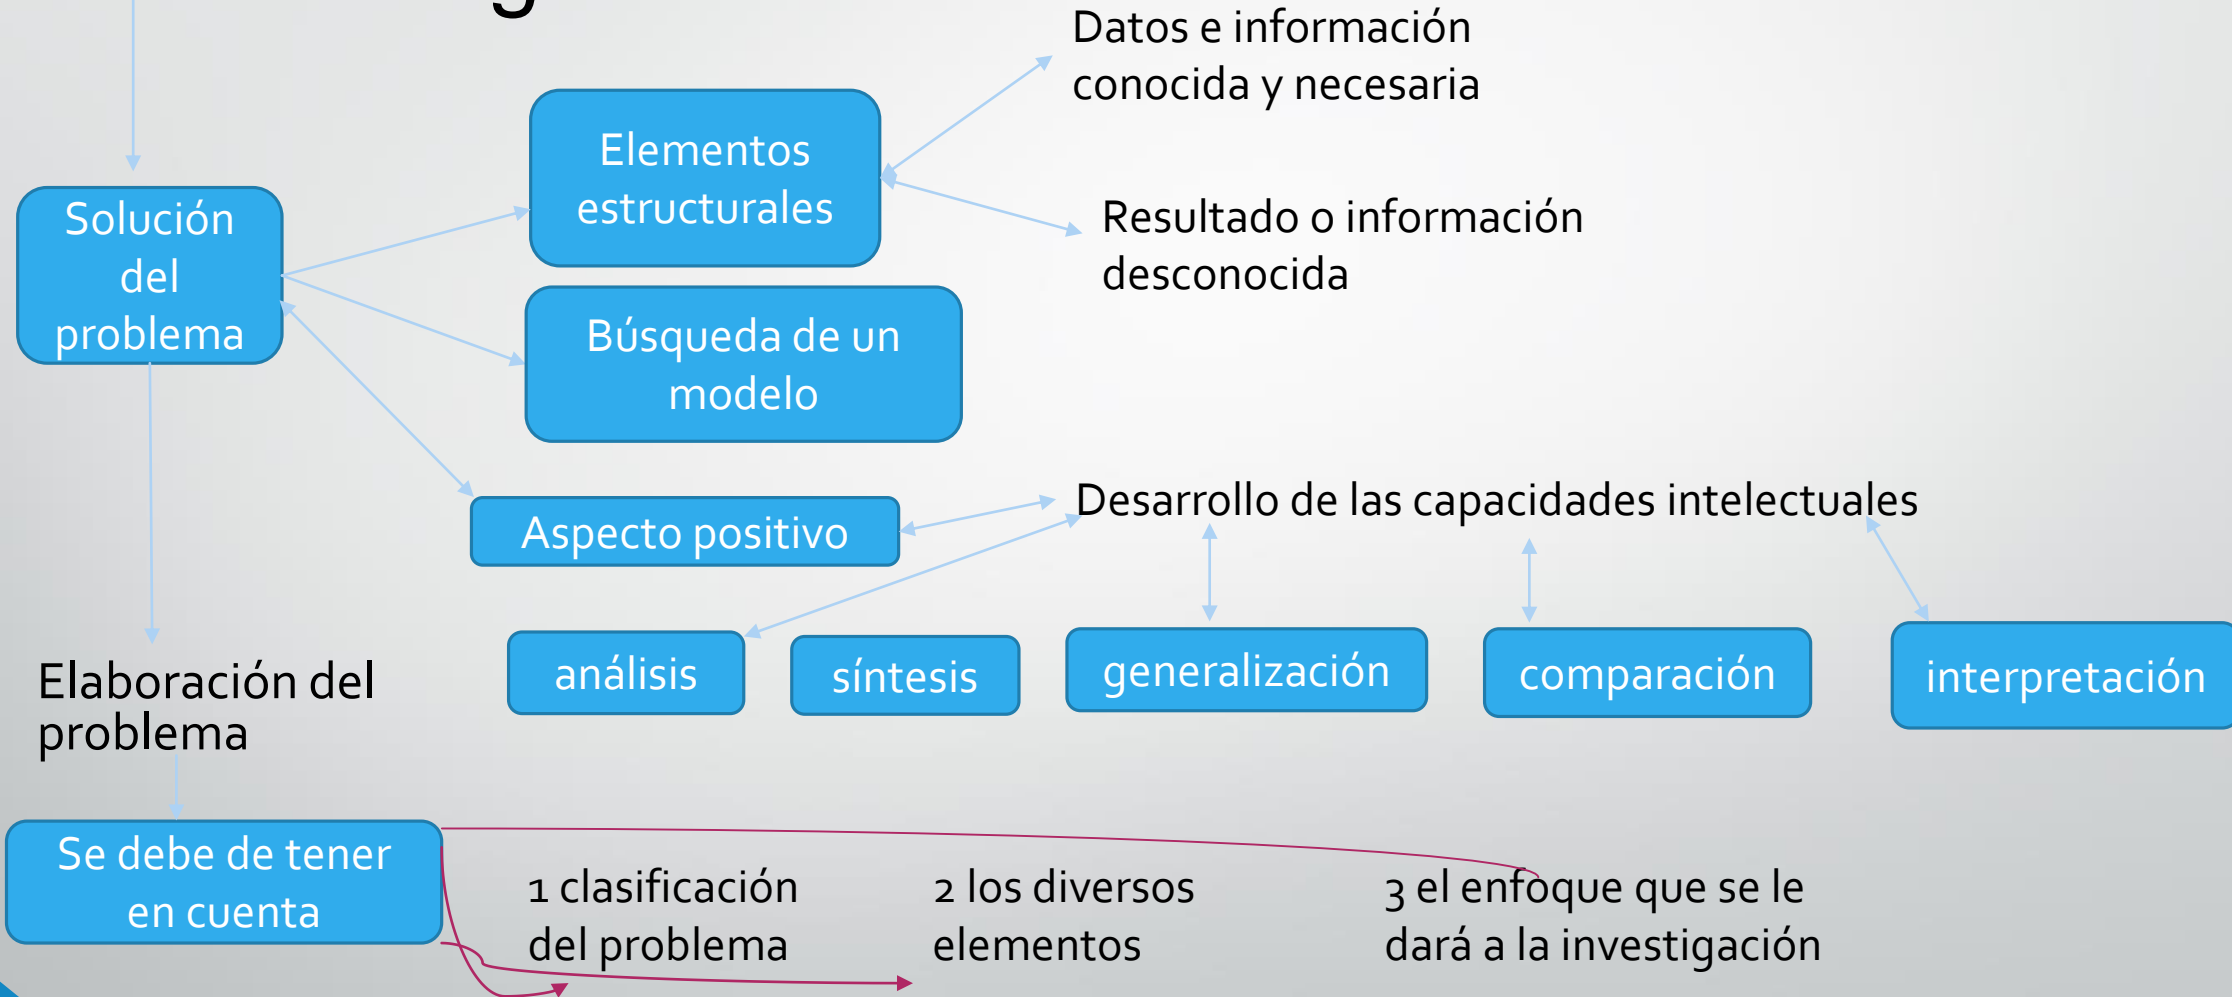 Datos e información
conocida y necesaria
Elementos
estructurales
Solución
del
problema
Resultado o información
desconocida
Búsqueda de un
modelo
Desarrollo de las capacidades intelectuales
Aspecto positivo
análisis
síntesis
generalización
comparación
interpretación
Elaboración del
problema
Se debe de tener
en cuenta
1 clasificación
del problema
2 los diversos
elementos
3 el enfoque que se le
dará a la investigación